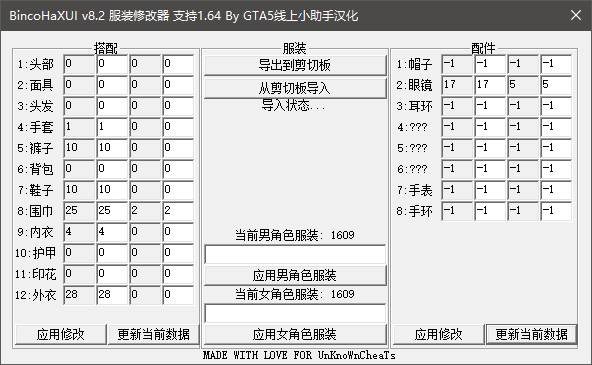 BincoHaXUI v8.2 服装修改器 支持1.64 By GTA5线上小助手汉化
搭配
1:头部 0 0 0 0
2:面具 0 0 0 0
3:头发 0 0 0 0
4:手套 1 1 0 0
5:裤子 10 10 0 0
6:背包 0 0 0 0
7:鞋子 10 10 0 0
8:围巾 25 25 2 2
9:内衣 4 4 0 0
10:护甲 0 0 0 0
11:印花 0 0 0 0
12:外衣 28 28 0 0
应用修改 更新当前数据
服装
导出到剪切板
从剪切板导入
导入状态...
当前男角色服装: 1609
应用男角色服装
当前女角色服装: 1609
应用女角色服装
配件
1:帽子 -1 -1 -1 -1
2:眼镜 17 17 5 5
3:耳环 -1 -1 -1 -1
4:??? -1 -1 -1 -1
5:??? -1 -1 -1 -1
6:??? -1 -1 -1 -1
7:手表 -1 -1 -1 -1
8:手环 -1 -1 -1 -1
应用修改 更新当前数据
MADE WITH LOVE FOR UnKnoWnCheaTs